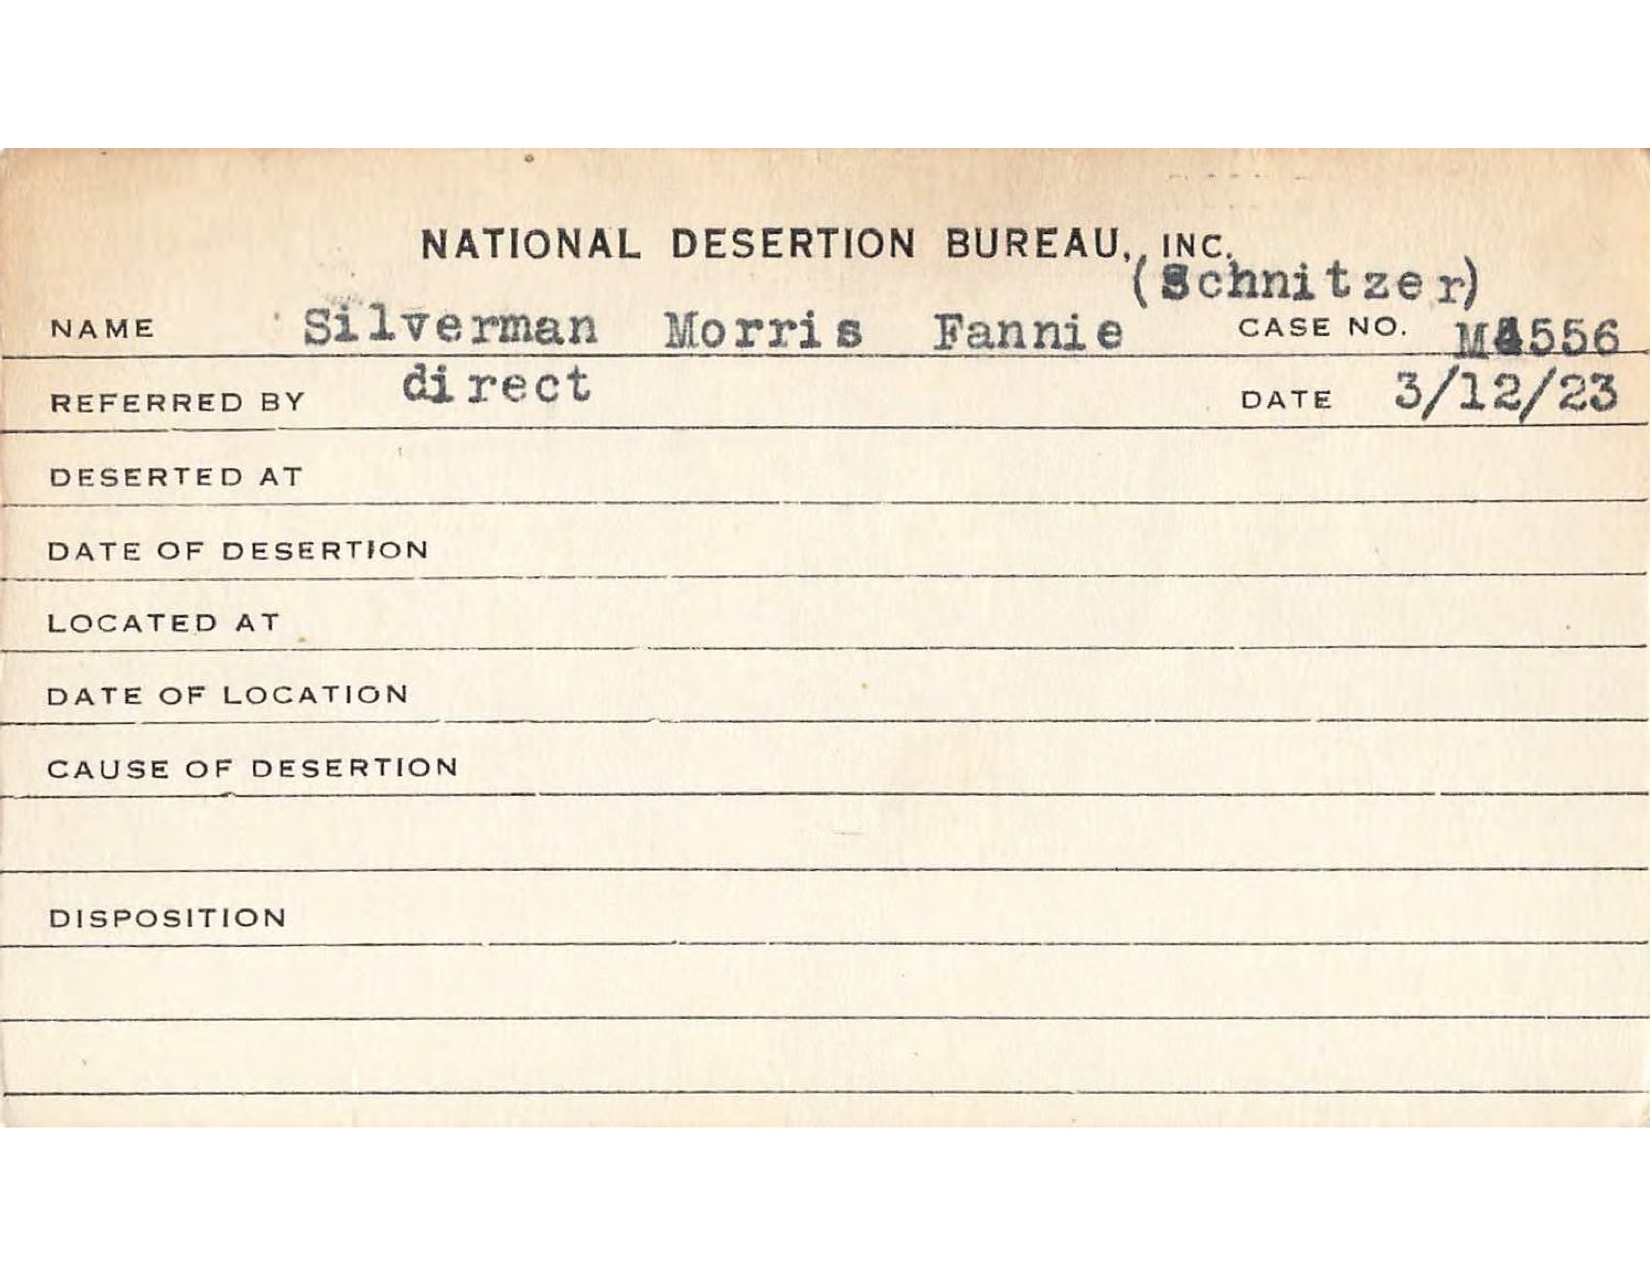 NATIONAL DESERTION BUREAU, INC.
(Schnitzer)
NAME Silverman Morris Fannie CASE NO. M4556
REFERRED BY direct DATE 3/12/23
DESERTED AT
DATE OF DESERTION
LOCATED AT
DATE OF LOCATION
CAUSE OF DESERTION
DISPOSITION